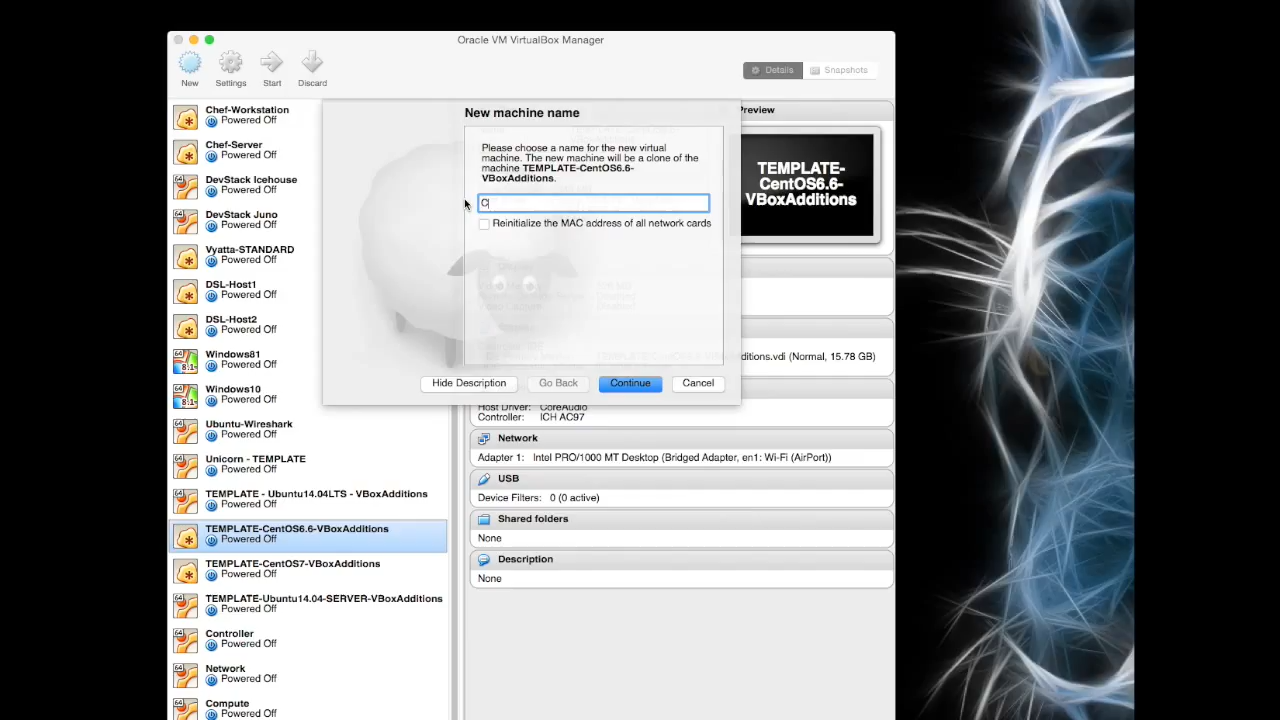 Oracle VM VirtualBox Manager
New
Settings
Start
Discard
Details
Snapshots
Chef-Workstation
Powered Off
Chef-Server
Powered Off
DevStack Icehouse
Powered Off
DevStack Juno
Powered Off
Vyatta-STANDARD
Powered Off
DSL-Host1
Powered Off
DSL-Host2
Powered Off
Windows81
Powered Off
Windows10
Powered Off
Ubuntu-Wireshark
Powered Off
Unicorn - TEMPLATE
Powered Off
TEMPLATE - Ubuntu14.04LTS - VBoxAdditions
Powered Off
TEMPLATE-CentOS6.6-VBoxAdditions
Powered Off
TEMPLATE-CentOS7-VBoxAdditions
Powered Off
TEMPLATE-Ubuntu14.04-SERVER-VBoxAdditions
Powered Off
Controller
Powered Off
Network
Powered Off
Compute
Powered Off
New machine name
Please choose a name for the new virtual
machine. The new machine will be a clone of the
machine TEMPLATE-CentOS6.6-
VBoxAdditions.
C
Reinitialize the MAC address of all network cards
Hide Description
Go Back
Continue
Cancel
Preview
TEMPLATE-
CentOS6.6-
VBoxAdditions
(Normal, 15.78 GB)
Host Driver: CoreAudio
Controller: ICH AC97
Network
Adapter 1: Intel PRO/1000 MT Desktop (Bridged Adapter, en1: Wi-Fi (AirPort))
USB
Device Filters: 0 (0 active)
Shared folders
None
Description
None